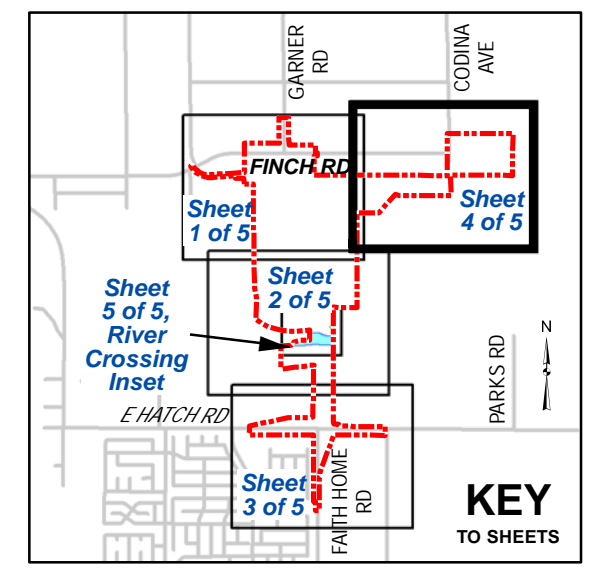 GARNER
RD
CODINA
AVE
FINCH RD
Sheet
1 of 5
Sheet
4 of 5
Sheet
2 of 5
Sheet
5 of 5,
River
Crossing
Inset
N
PARKS RD
E HATCH RD
Sheet
3 of 5
FAITH HOME
RD
KEY
TO SHEETS